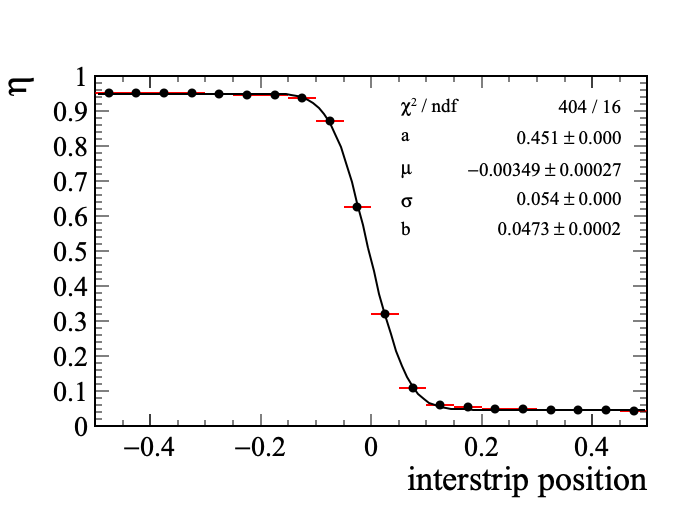 η
1
0.9
0.8
0.7
0.6
0.5
0.4
0.3
0.2
0.1
0
χ² / ndf 404 / 16
a 0.451 ± 0.000
μ −0.00349 ± 0.00027
σ 0.054 ± 0.000
b 0.0473 ± 0.0002
−0.4 −0.2 0 0.2 0.4
interstrip position